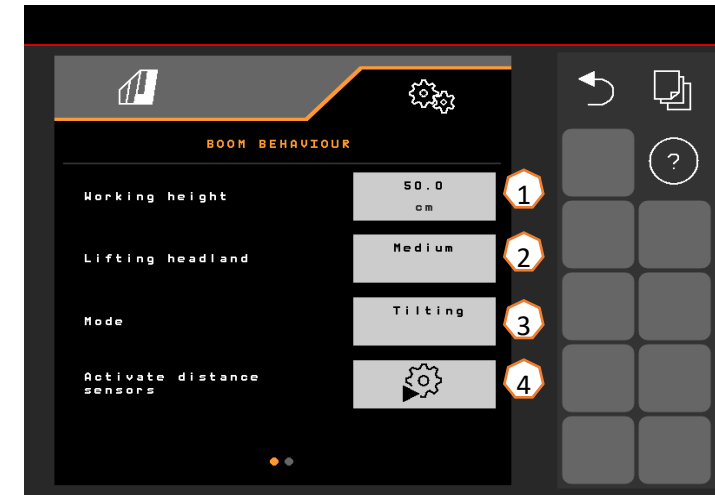 BOOM BEHAVIOUR
Working height
50.0
cm
1
Lifting headland
Medium
2
Mode
Tilting
3
Activate distance
sensors
4
?